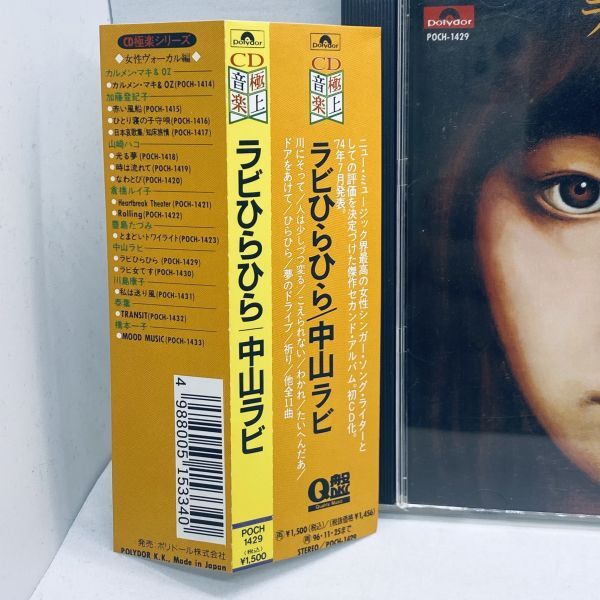 CD極楽シリーズ
◆女性ヴォーカル編◆
カルメン・マキ& OZ
●カルメン・マキ& OZ(POCH-1414)
加藤登紀子
●赤い風船(POCH-1415)
●ひとり寝の子守唄(POCH-1416)
●日本哀歌集/知床旅情(POCH-1417)
山崎ハコ
●光る夢(POCH-1418)
●時は流れて(POCH-1419)
●なわとび(POCH-1420)
倉橋ルイ子
●Heartbreak Theater(POCH-1421)
●Rolling(POCH-1422)
豊島たづみ
●とまどいトワイライト(POCH-1423)
中山ラビ
●ラビひらひら(POCH-1429)
●ラビ女です(POCH-1430)
川島康子
●私は送り風(POCH-1431)
泰葉
●TRANSIT(POCH-1432)
橋本一子
●MOOD MUSIC(POCH-1433)
4 988005 153340
発売:ポリドール株式会社
POLYDOR K.K., Made in Japan
Polydor
CD
極上
音楽
ラビひらひら/中山ラビ
POCH
1429
(税込)
¥1,500
Polydor
CD
極上
音楽
ラビひらひら/中山ラビ
ニュー・ミュージック界最高の女性シンガー・ソング・ライターと
しての評価を決定づけた傑作セカンド・アルバム。初CD化。
'74年7月発表。
川にそって/人は少しづつ変る/こえられない/わかれ/たいへんだあ/
ドアをあけて/ひらひら/夢のドライブ/祈り/他全11曲
Quality Music
再 ¥1,500(税込)(税抜価格¥1,456)
再 96・11・25まで
STEREO/POCH-1429
Polydor
POCH-1429